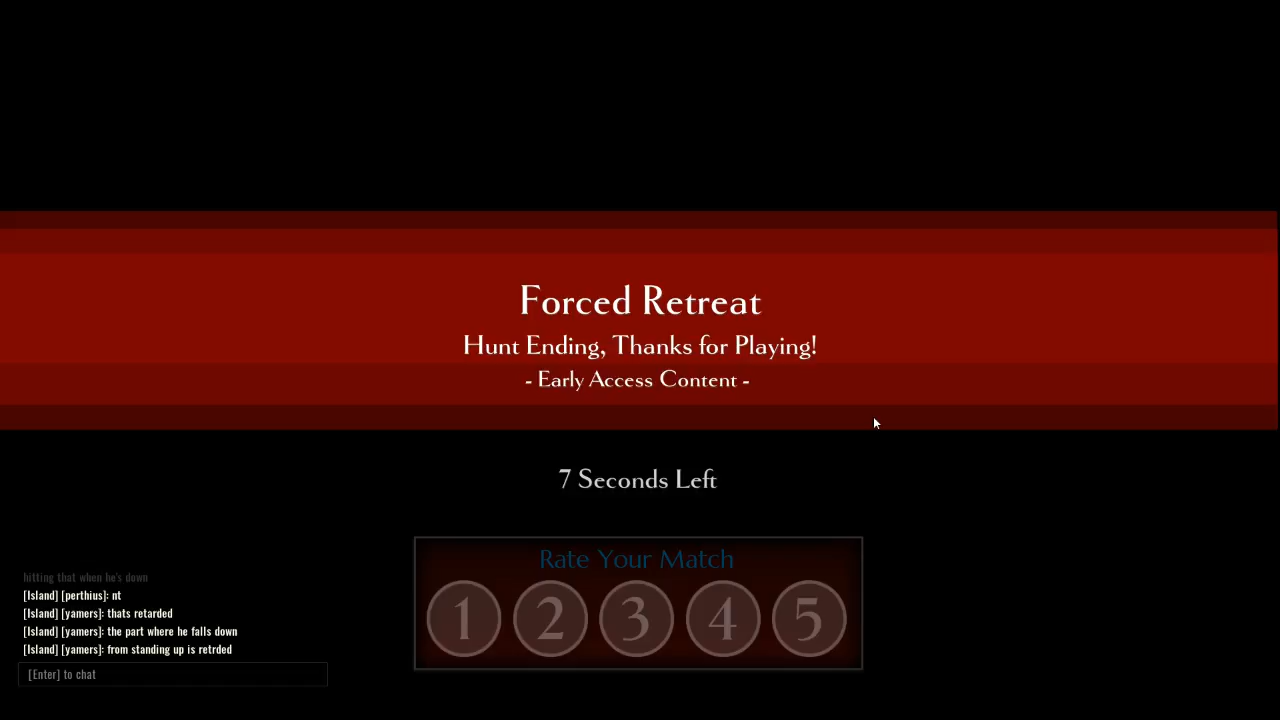 Forced Retreat
Hunt Ending, Thanks for Playing!
- Early Access Content -
7 Seconds Left
Rate Your Match
1 2 3 4 5
hitting that when he's down
[Island] [perthius]: nt
[Island] [yamers]: thats retarded
[Island] [yamers]: the part where he falls down
[Island] [yamers]: from standing up is retrded
[Enter] to chat